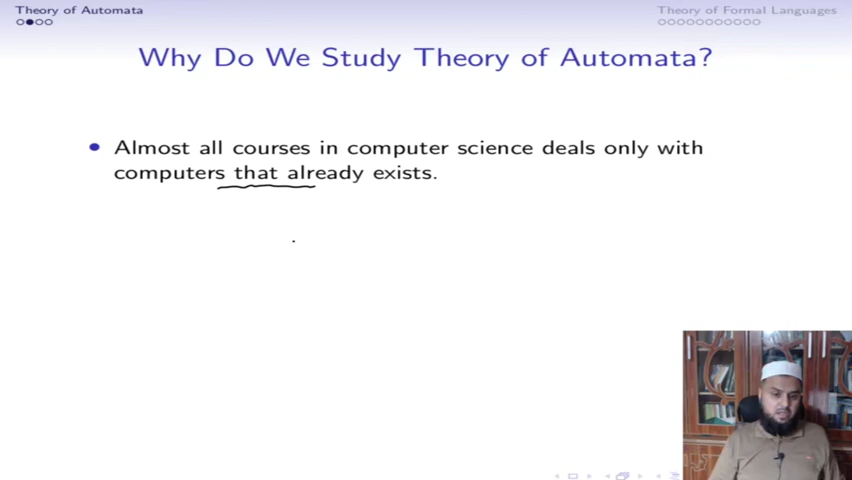 Theory of Automata
Theory of Formal Languages
Why Do We Study Theory of Automata?
Almost all courses in computer science deals only with
computers that already exists.